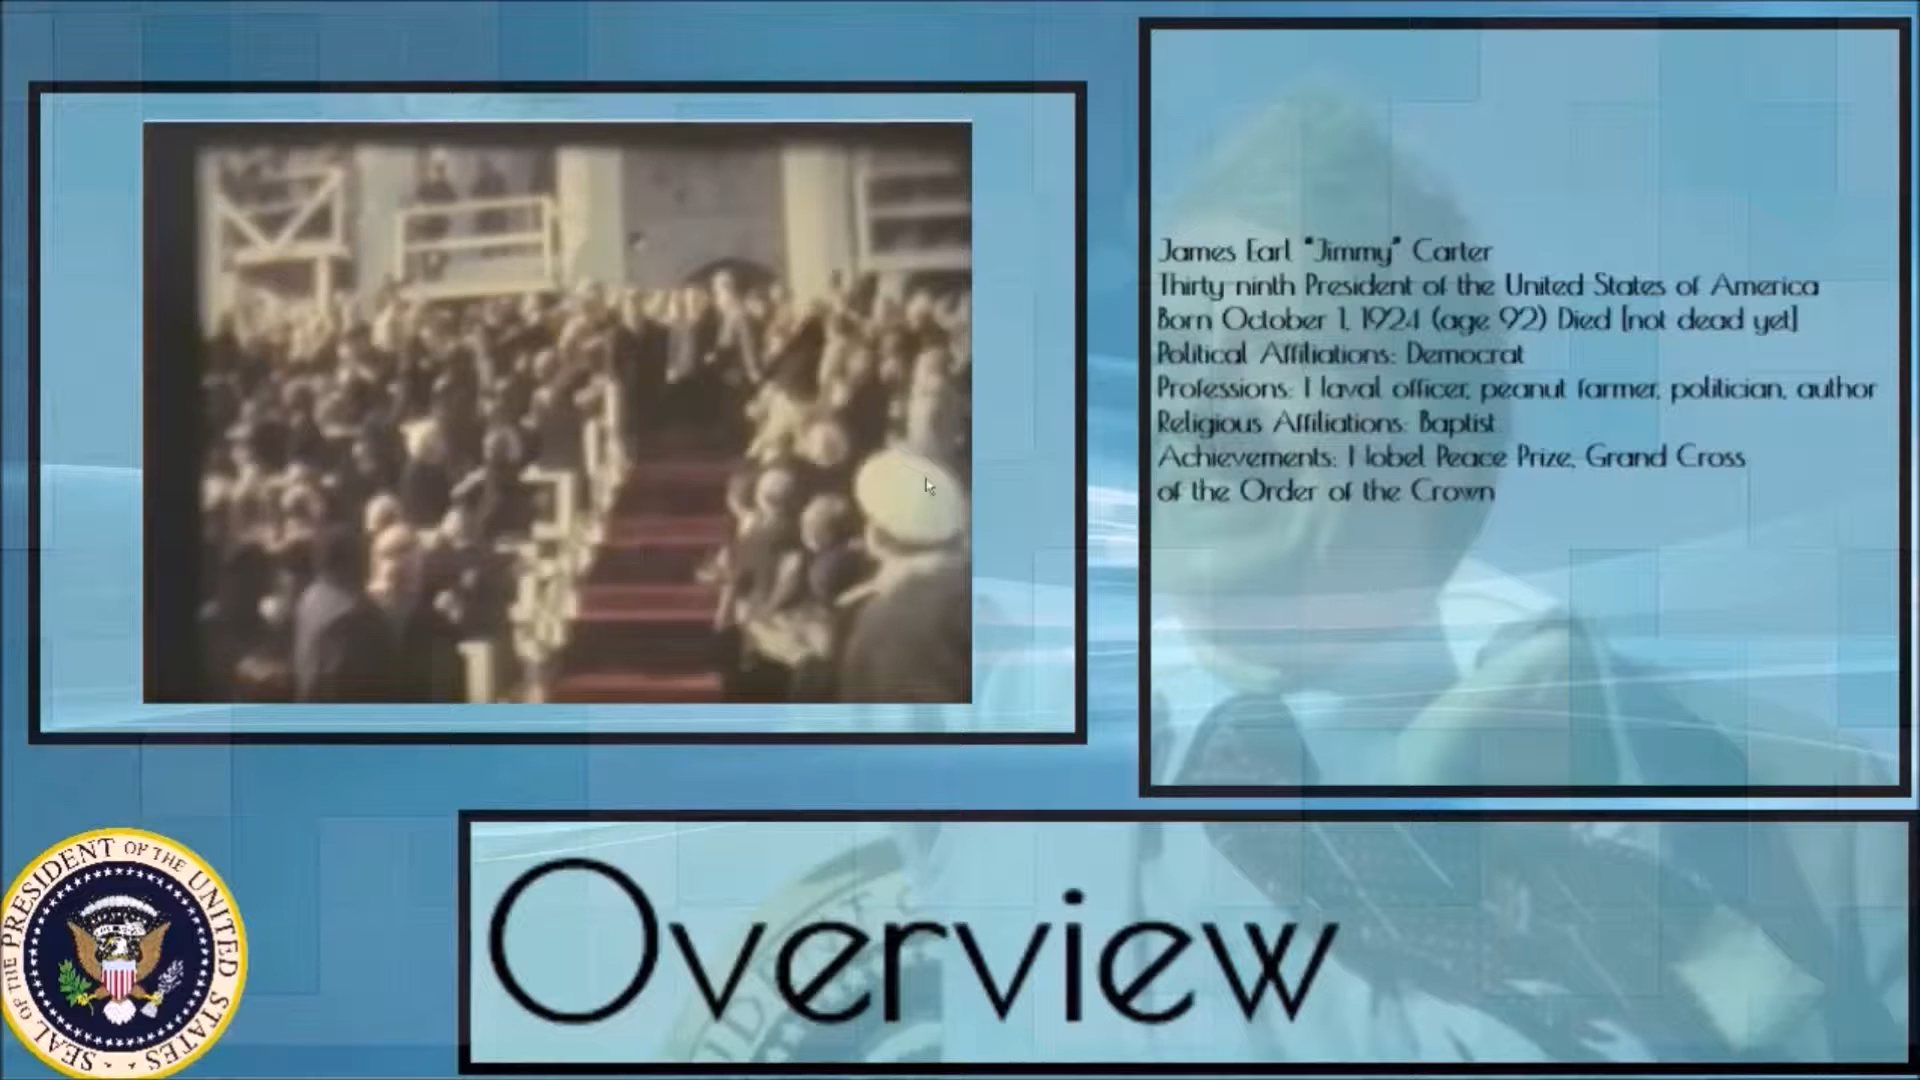 James Earl "Jimmy" Carter
Thirty-ninth President of the United States of America
Born October 1, 1924 (age 92) Died [not dead yet]
Political Affiliations: Democrat
Professions: Naval officer, peanut farmer, politician, author
Religious Affiliations: Baptist
Achievements: Nobel Peace Prize, Grand Cross
of the Order of the Crown
SEAL OF THE PRESIDENT OF THE UNITED STATES
Overview